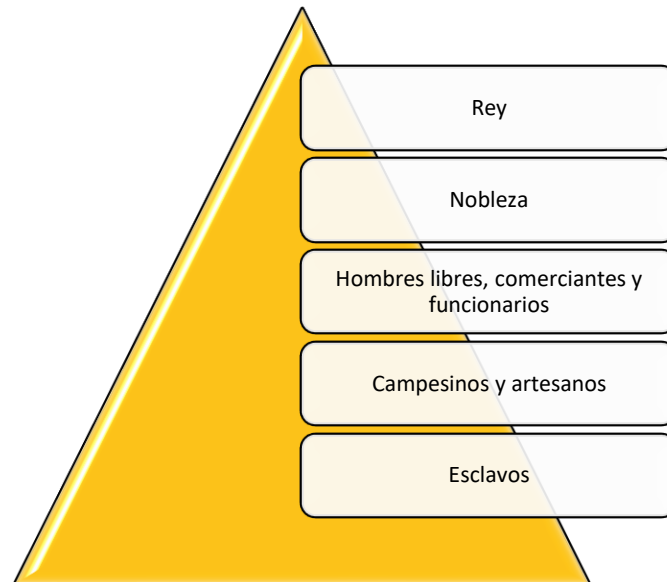 Rey
Nobleza
Hombres libres, comerciantes y
funcionarios
Campesinos y artesanos
Esclavos